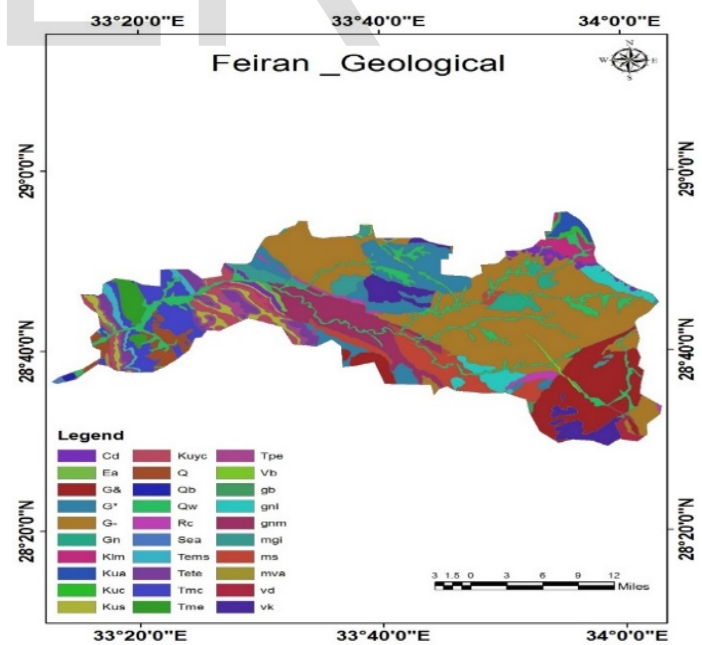 ER
33°20'0"E 33°40'0"E 34°0'0"E
Feiran _Geological
N
W E
S
29°0'0"N 29°0'0"N
28°40'0"N 28°40'0"N
28°20'0"N 28°20'0"N
Legend
Cd Kuyc Tpe
Ea Q Vb
G& Qb gb
G* Qw gnl
G- Rc gnm
Gn Sea mgi
Klm Tems ms
Kua Tete mva
Kuc Tmc vd
Kus Tme vk
3 1.5 0 3 6 9 12
Miles
33°20'0"E 33°40'0"E 34°0'0"E